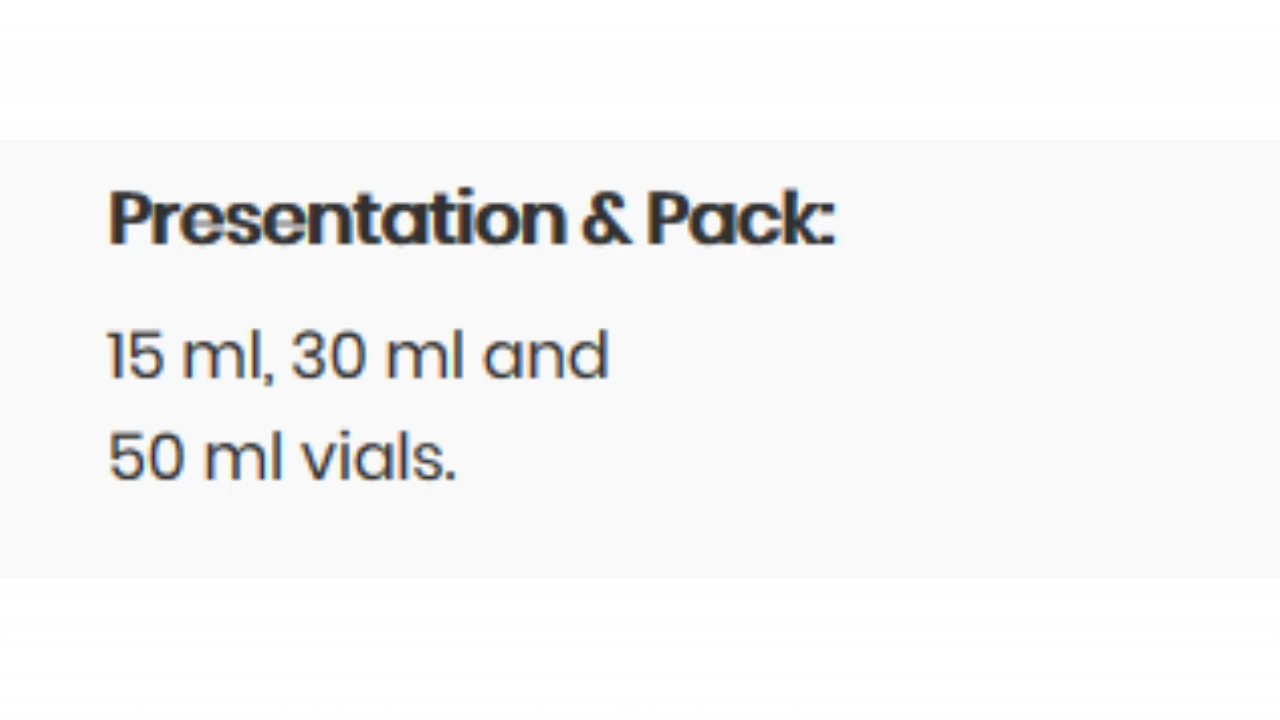 Presentation & Pack:
15 ml, 30 ml and
50 ml vials.